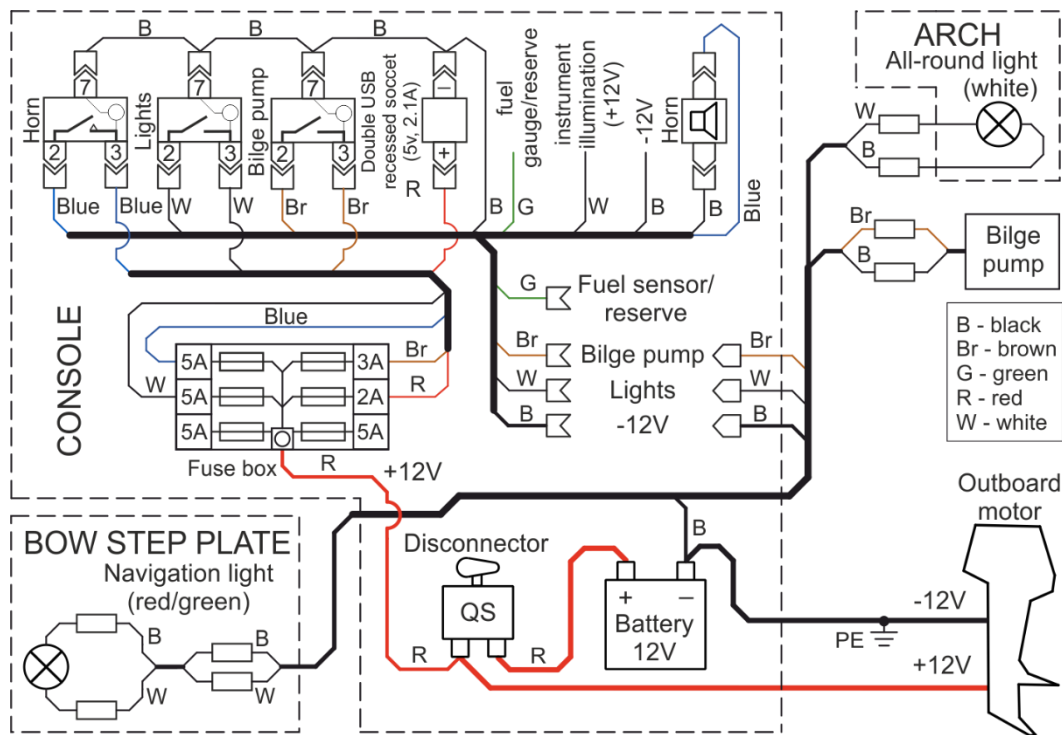 B
B
B
7
7
7
–
+
2
3
2
3
2
3
Horn
Lights
Bilge pump
Double USB
recessed soccet
(5v, 2.1A)
fuel
gauge/reserve
instrument
illumination
(+12V)
-12V
Horn
Blue
Blue
W
W
Br
Br
R
B
G
W
B
B
Blue
ARCH
All-round light
(white)
W
B
Br
B
Bilge
pump
B - black
Br - brown
G - green
R - red
W - white
CONSOLE
Blue
W
5A
3A
Br
5A
2A
R
5A
5A
Fuse box
R
+12V
G
Fuel sensor/
reserve
Br
Bilge pump
Br
W
Lights
W
B
-12V
B
BOW STEP PLATE
Navigation light
(red/green)
B
W
B
W
Disconnector
QS
R
R
B
+
–
Battery
12V
PE
Outboard
motor
-12V
+12V